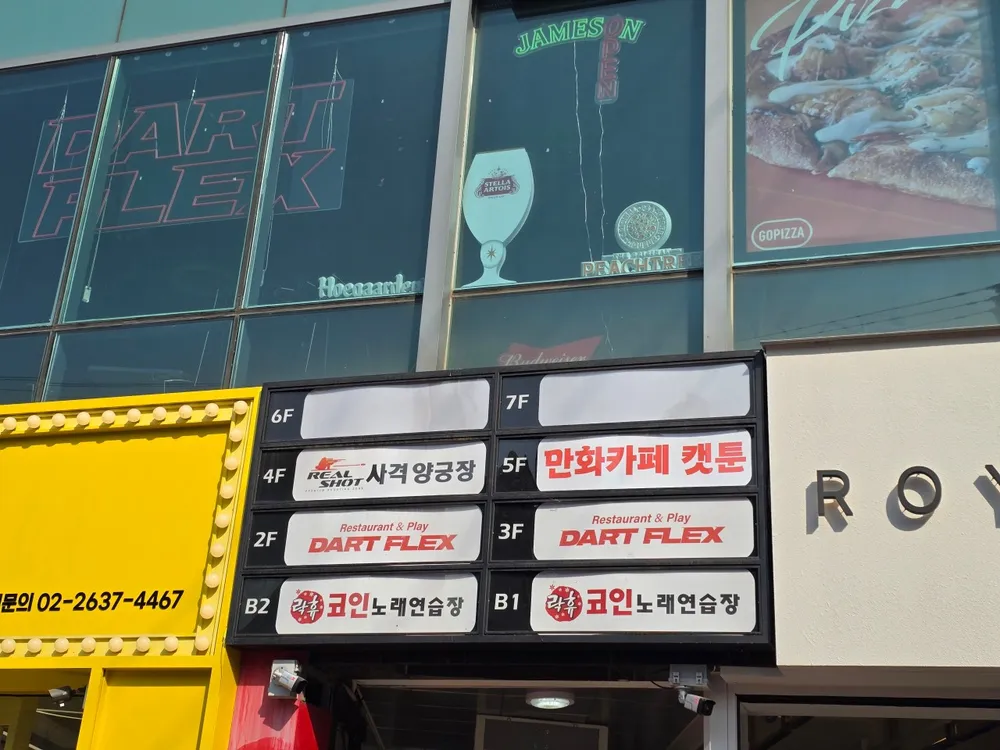 JAMESON
OPEN
Pizza
DART
FLEX
STELLA
ARTOIS
Hoegaarden
PEACHTREE
GOPIZZA
Budweiser
6F
7F
4F REAL SHOT 사격 양궁장
5F 만화카페 캣툰
2F Restaurant & Play DART FLEX
3F Restaurant & Play DART FLEX
B2 락휴 코인노래연습장
B1 락휴 코인노래연습장
문의 02-2637-4467
ROY